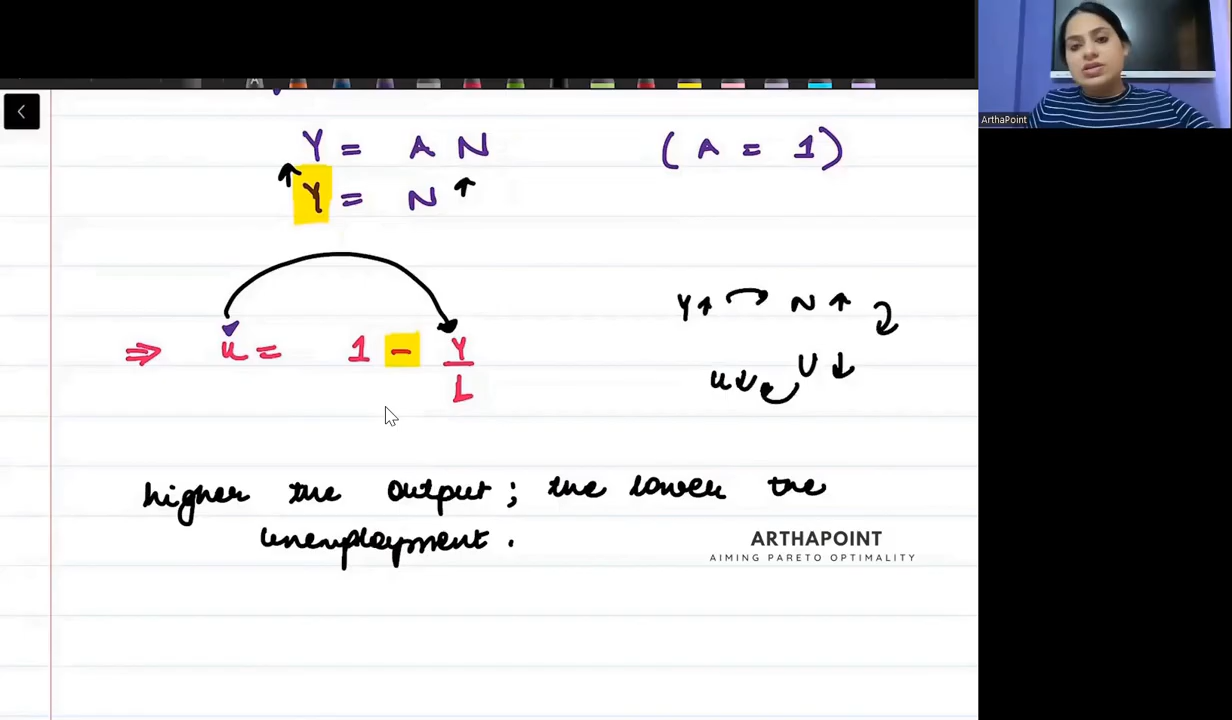 Y = A N (A = 1)
↑ Y = N ↑
Y↑ → N↑
⇒ u = 1 - Y/L
U↓
u↓
higher the output ; the lower the
unemployment .
ARTHAPOINT
AIMING PARETO OPTIMALITY
ArthaPoint